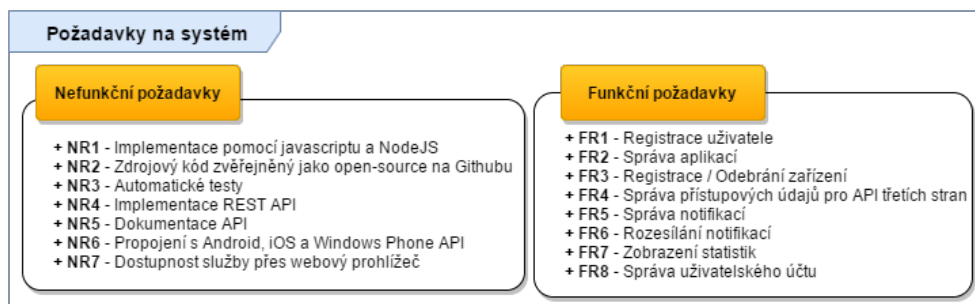 Požadavky na systém
Nefunkční požadavky
+ NR1 - Implementace pomocí javascriptu a NodeJS
+ NR2 - Zdrojový kód zvěřejněný jako open-source na Githubu
+ NR3 - Automatické testy
+ NR4 - Implementace REST API
+ NR5 - Dokumentace API
+ NR6 - Propojení s Android, iOS a Windows Phone API
+ NR7 - Dostupnost služby přes webový prohlížeč
Funkční požadavky
+ FR1 - Registrace uživatele
+ FR2 - Správa aplikací
+ FR3 - Registrace / Odebrání zařízení
+ FR4 - Správa přístupových údajů pro API třetích stran
+ FR5 - Správa notifikací
+ FR6 - Rozesílání notifikací
+ FR7 - Zobrazení statistik
+ FR8 - Správa uživatelského účtu